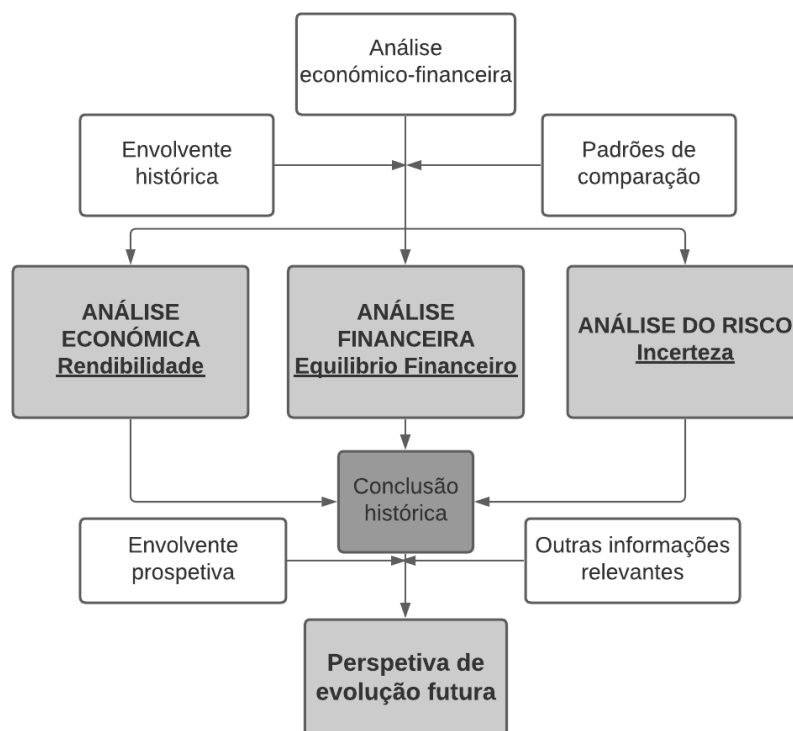 Análise
económico-financeira
Envolvente
histórica
Padrões de
comparação
ANÁLISE
ECONÓMICA
Rendibilidade
ANÁLISE
FINANCEIRA
Equilibrio Financeiro
ANÁLISE DO RISCO
Incerteza
Conclusão
histórica
Envolvente
prospetiva
Outras informações
relevantes
Perspetiva de
evolução futura